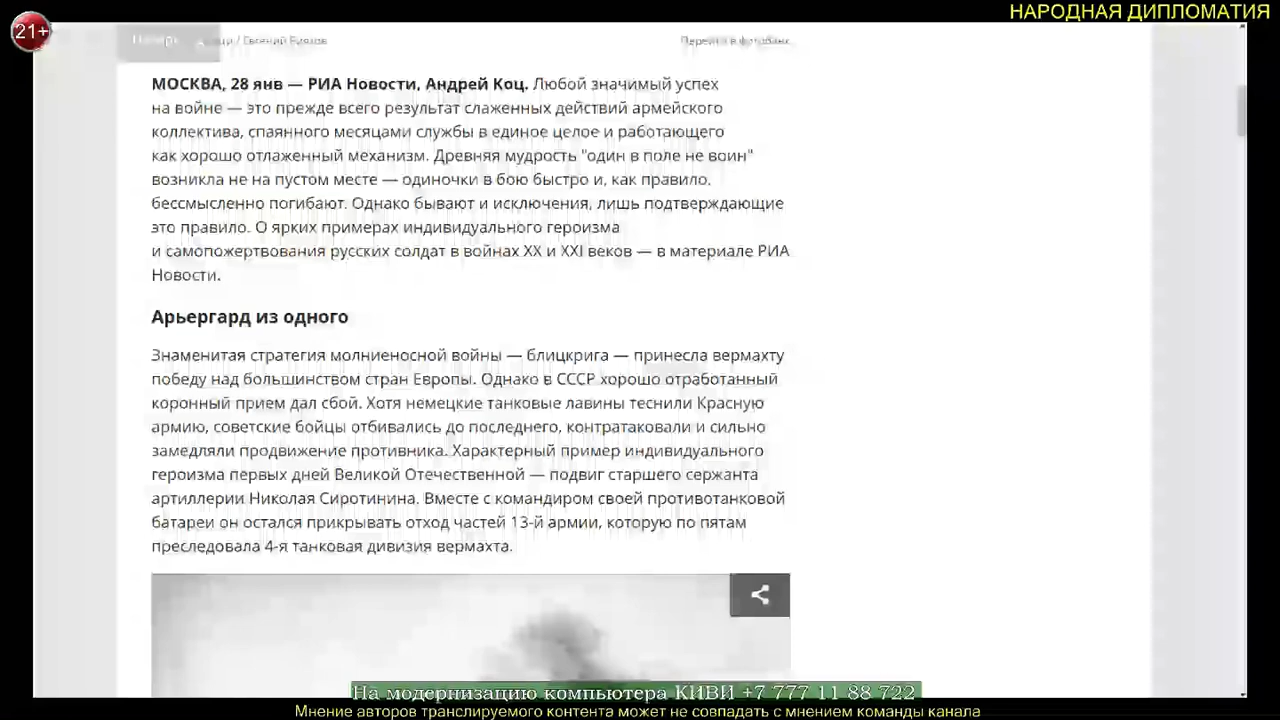 НАРОДНАЯ ДИПЛОМАТИЯ
21+
/ Евгений Биятов
Перейти в фотобанк
МОСКВА, 28 янв — РИА Новости, Андрей Коц. Любой значимый успех
на войне — это прежде всего результат слаженных действий армейского
коллектива, спаянного месяцами службы в единое целое и работающего
как хорошо отлаженный механизм. Древняя мудрость "один в поле не воин"
возникла не на пустом месте — одиночки в бою быстро и, как правило,
бессмысленно погибают. Однако бывают и исключения, лишь подтверждающие
это правило. О ярких примерах индивидуального героизма
и самопожертвования русских солдат в войнах XX и XXI веков — в материале РИА
Новости.
Арьергард из одного
Знаменитая стратегия молниеносной войны — блицкрига — принесла вермахту
победу над большинством стран Европы. Однако в СССР хорошо отработанный
коронный прием дал сбой. Хотя немецкие танковые лавины теснили Красную
армию, советские бойцы отбивались до последнего, контратаковали и сильно
замедляли продвижение противника. Характерный пример индивидуального
героизма первых дней Великой Отечественной — подвиг старшего сержанта
артиллерии Николая Сиротинина. Вместе с командиром своей противотанковой
батареи он остался прикрывать отход частей 13-й армии, которую по пятам
преследовала 4-я танковая дивизия вермахта.
На модернизацию компьютера КИВИ +7 777 11 88 722
Мнение авторов транслируемого контента может не совпадать с мнением команды канала